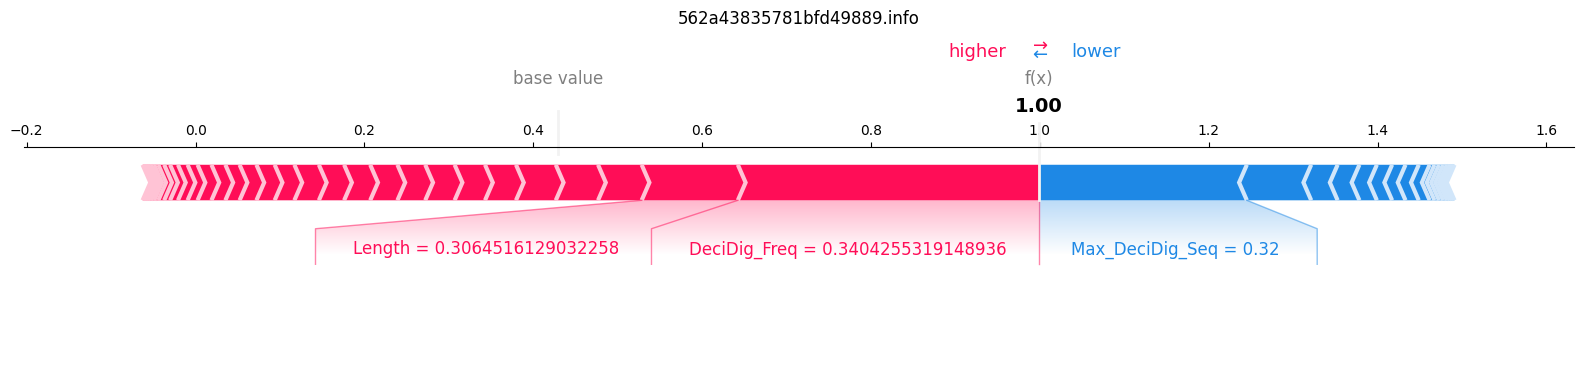 562a43835781bfd49889.info
higher → ← lower
base value f(x)
1.00
−0.2 0.0 0.2 0.4 0.6 0.8 1.0 1.2 1.4 1.6
Length = 0.3064516129032258 DeciDig_Freq = 0.3404255319148936 Max_DeciDig_Seq = 0.32